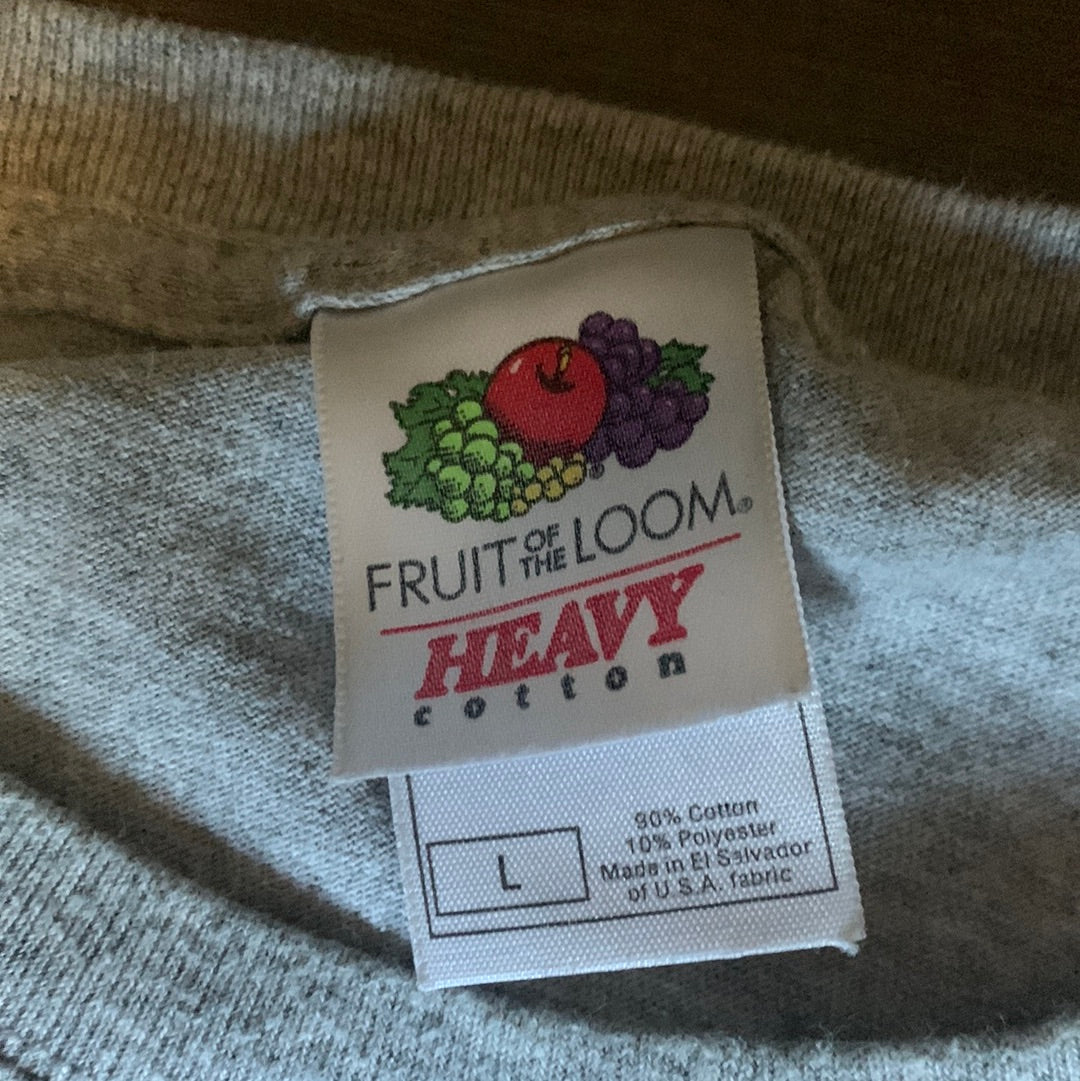 FRUIT OF THE LOOM®
HEAVY
cotton
L
90% Cotton
10% Polyester
Made in El Salvador
of U.S.A. fabric